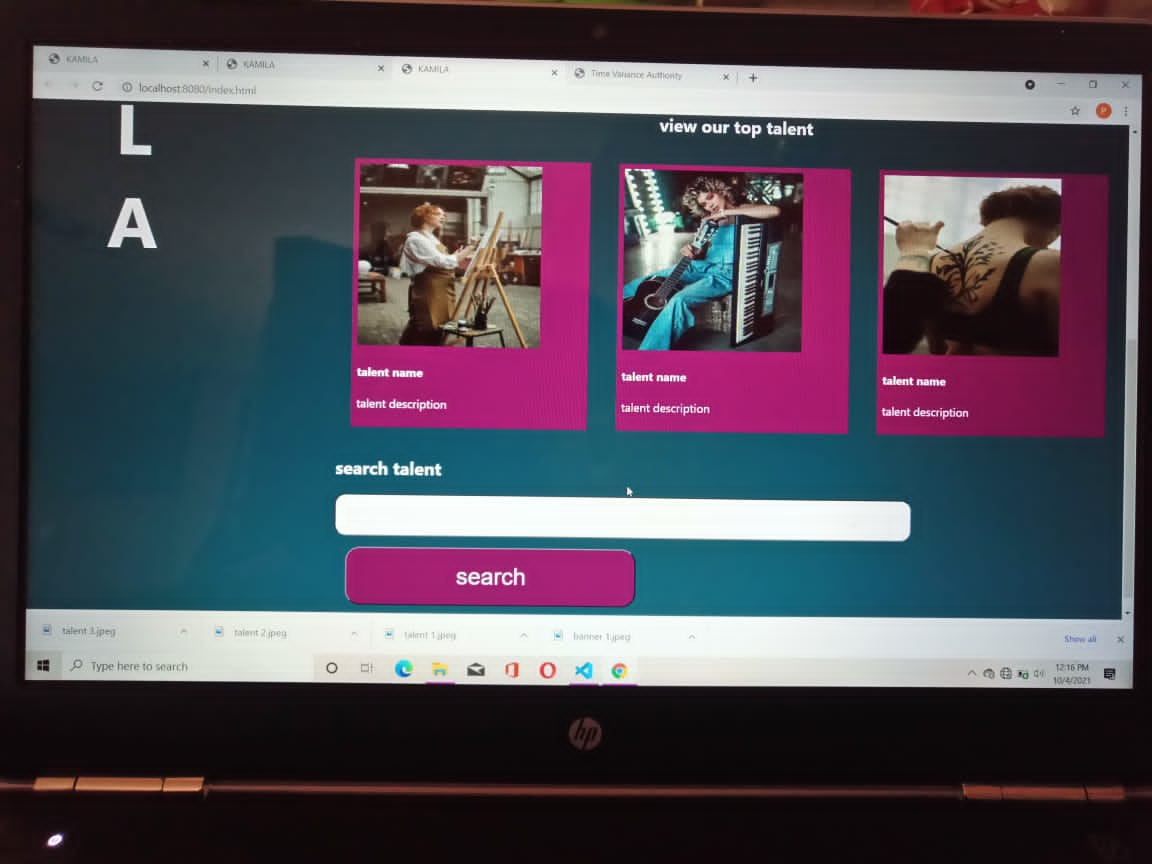 KAMILA
KAMILA
KAMILA
Time Variance Authority
localhost:8080/index.html
P
L
A
view our top talent
talent name
talent description
talent name
talent description
talent name
talent description
search talent
search
talent 3.jpeg
talent 2.jpeg
talent 1.jpeg
banner 1.jpeg
Show all
Type here to search
12:16 PM
10/4/2021
hp